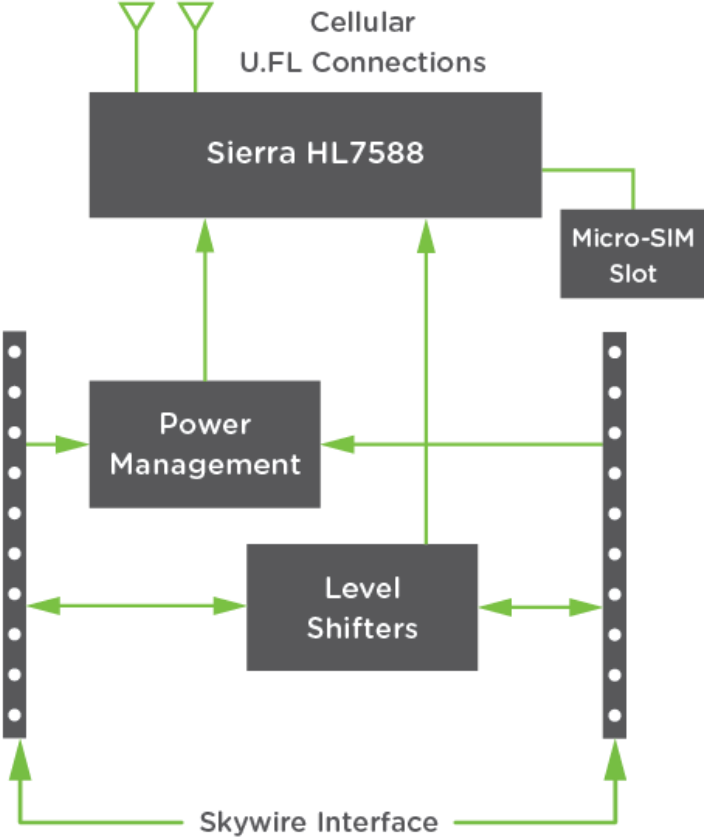 Cellular
U.FL Connections
Sierra HL7588
Micro-SIM
Slot
Power
Management
Level
Shifters
Skywire Interface